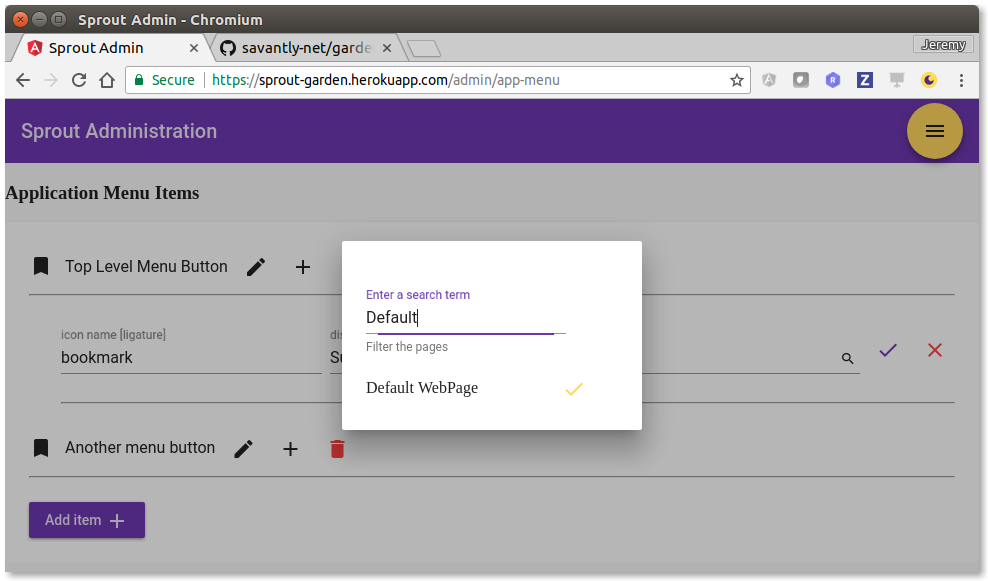 Sprout Admin - Chromium
Sprout Admin
savantly-net/garde
Jeremy
Secure
https://sprout-garden.herokuapp.com/admin/app-menu
Sprout Administration
Application Menu Items
Top Level Menu Button
Enter a search term
Default
Filter the pages
Default WebPage
icon name [ligature]
bookmark
Another menu button
Add item